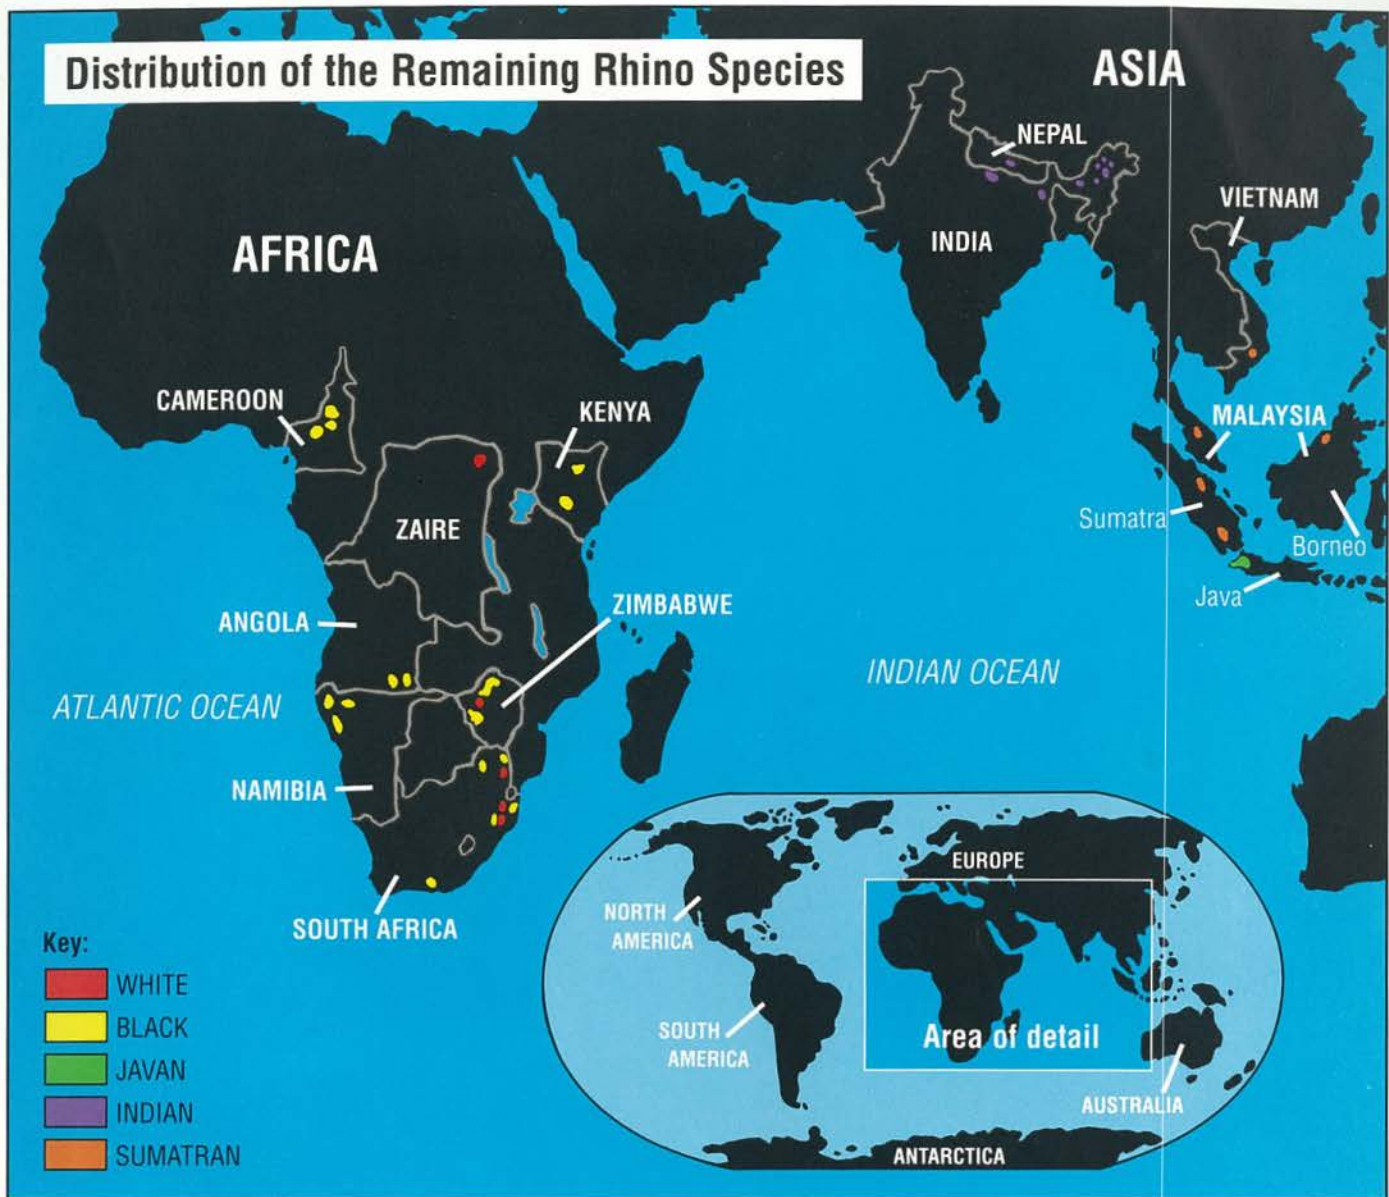 Distribution of the Remaining Rhino Species
ASIA
NEPAL
VIETNAM
INDIA
AFRICA
CAMEROON
KENYA
MALAYSIA
ZAIRE
Sumatra
Borneo
Java
ZIMBABWE
ANGOLA
INDIAN OCEAN
ATLANTIC OCEAN
NAMIBIA
SOUTH AFRICA
EUROPE
NORTH
AMERICA
SOUTH
AMERICA
Area of detail
AUSTRALIA
ANTARCTICA
Key:
WHITE
BLACK
JAVAN
INDIAN
SUMATRAN